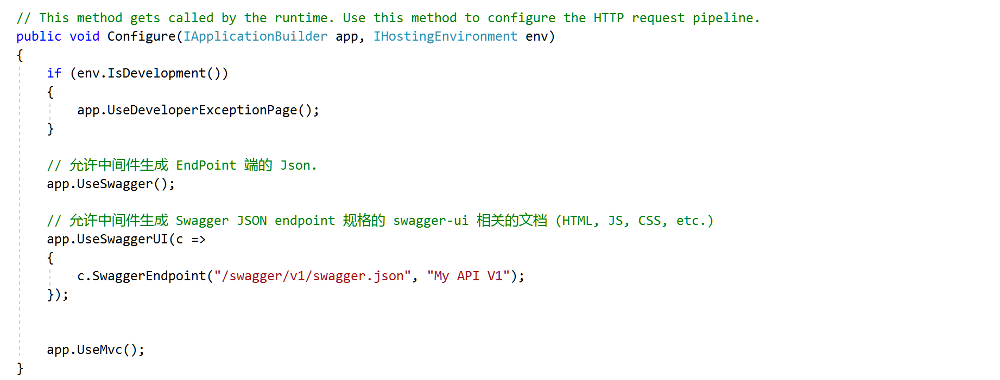 // This method gets called by the runtime. Use this method to configure the HTTP request pipeline.
public void Configure(IApplicationBuilder app, IHostingEnvironment env)
{
    if (env.IsDevelopment())
    {
        app.UseDeveloperExceptionPage();
    }

    // 允许中间件生成 EndPoint 端的 Json.
    app.UseSwagger();

    // 允许中间件生成 Swagger JSON endpoint 规格的 swagger-ui 相关的文档 (HTML, JS, CSS, etc.)
    app.UseSwaggerUI(c =>
    {
        c.SwaggerEndpoint("/swagger/v1/swagger.json", "My API V1");
    });


    app.UseMvc();
}